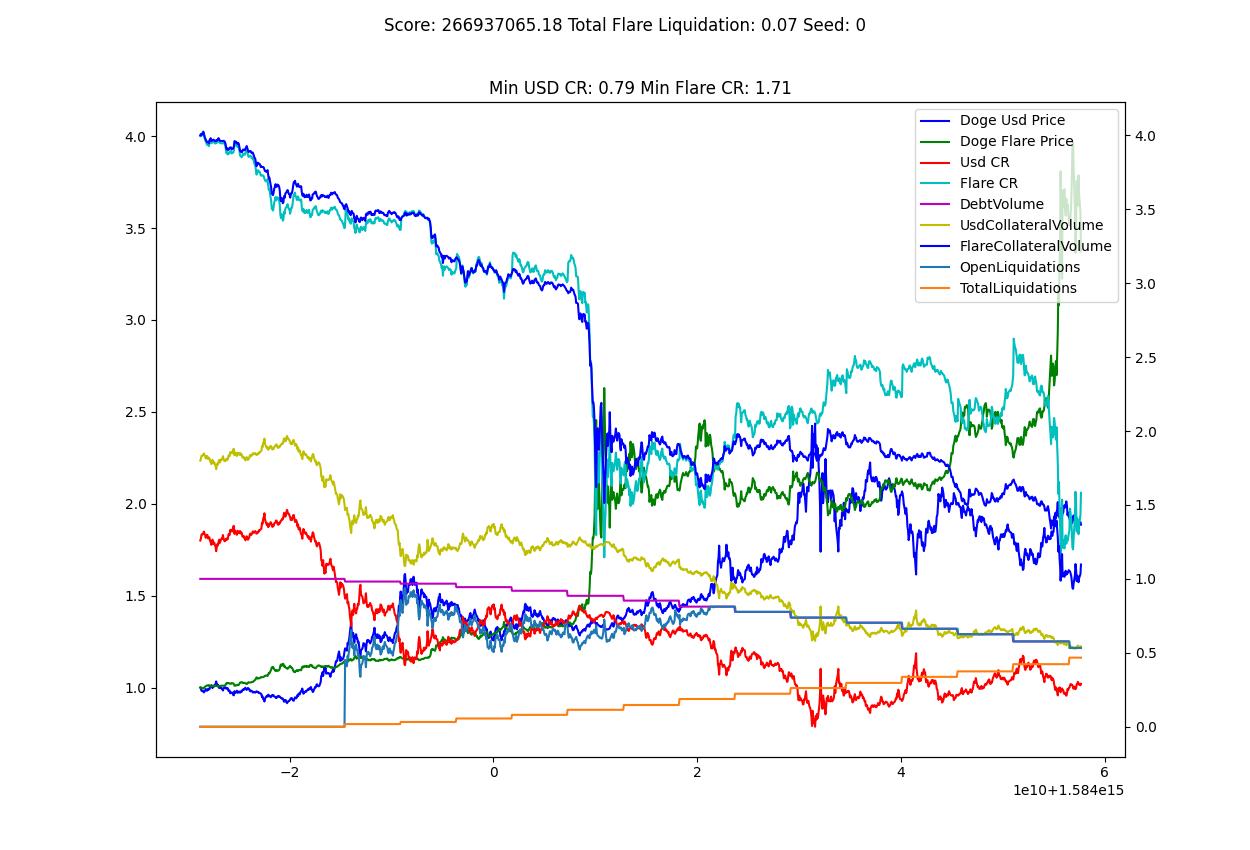 Score: 266937065.18 Total Flare Liquidation: 0.07 Seed: 0
Min USD CR: 0.79 Min Flare CR: 1.71
Doge Usd Price
Doge Flare Price
Usd CR
Flare CR
DebtVolume
UsdCollateralVolume
FlareCollateralVolume
OpenLiquidations
TotalLiquidations
4.0
3.5
3.0
2.5
2.0
1.5
1.0
4.0
3.5
3.0
2.5
2.0
1.5
1.0
0.5
0.0
−2 0 2 4 6
1e10+1.584e15